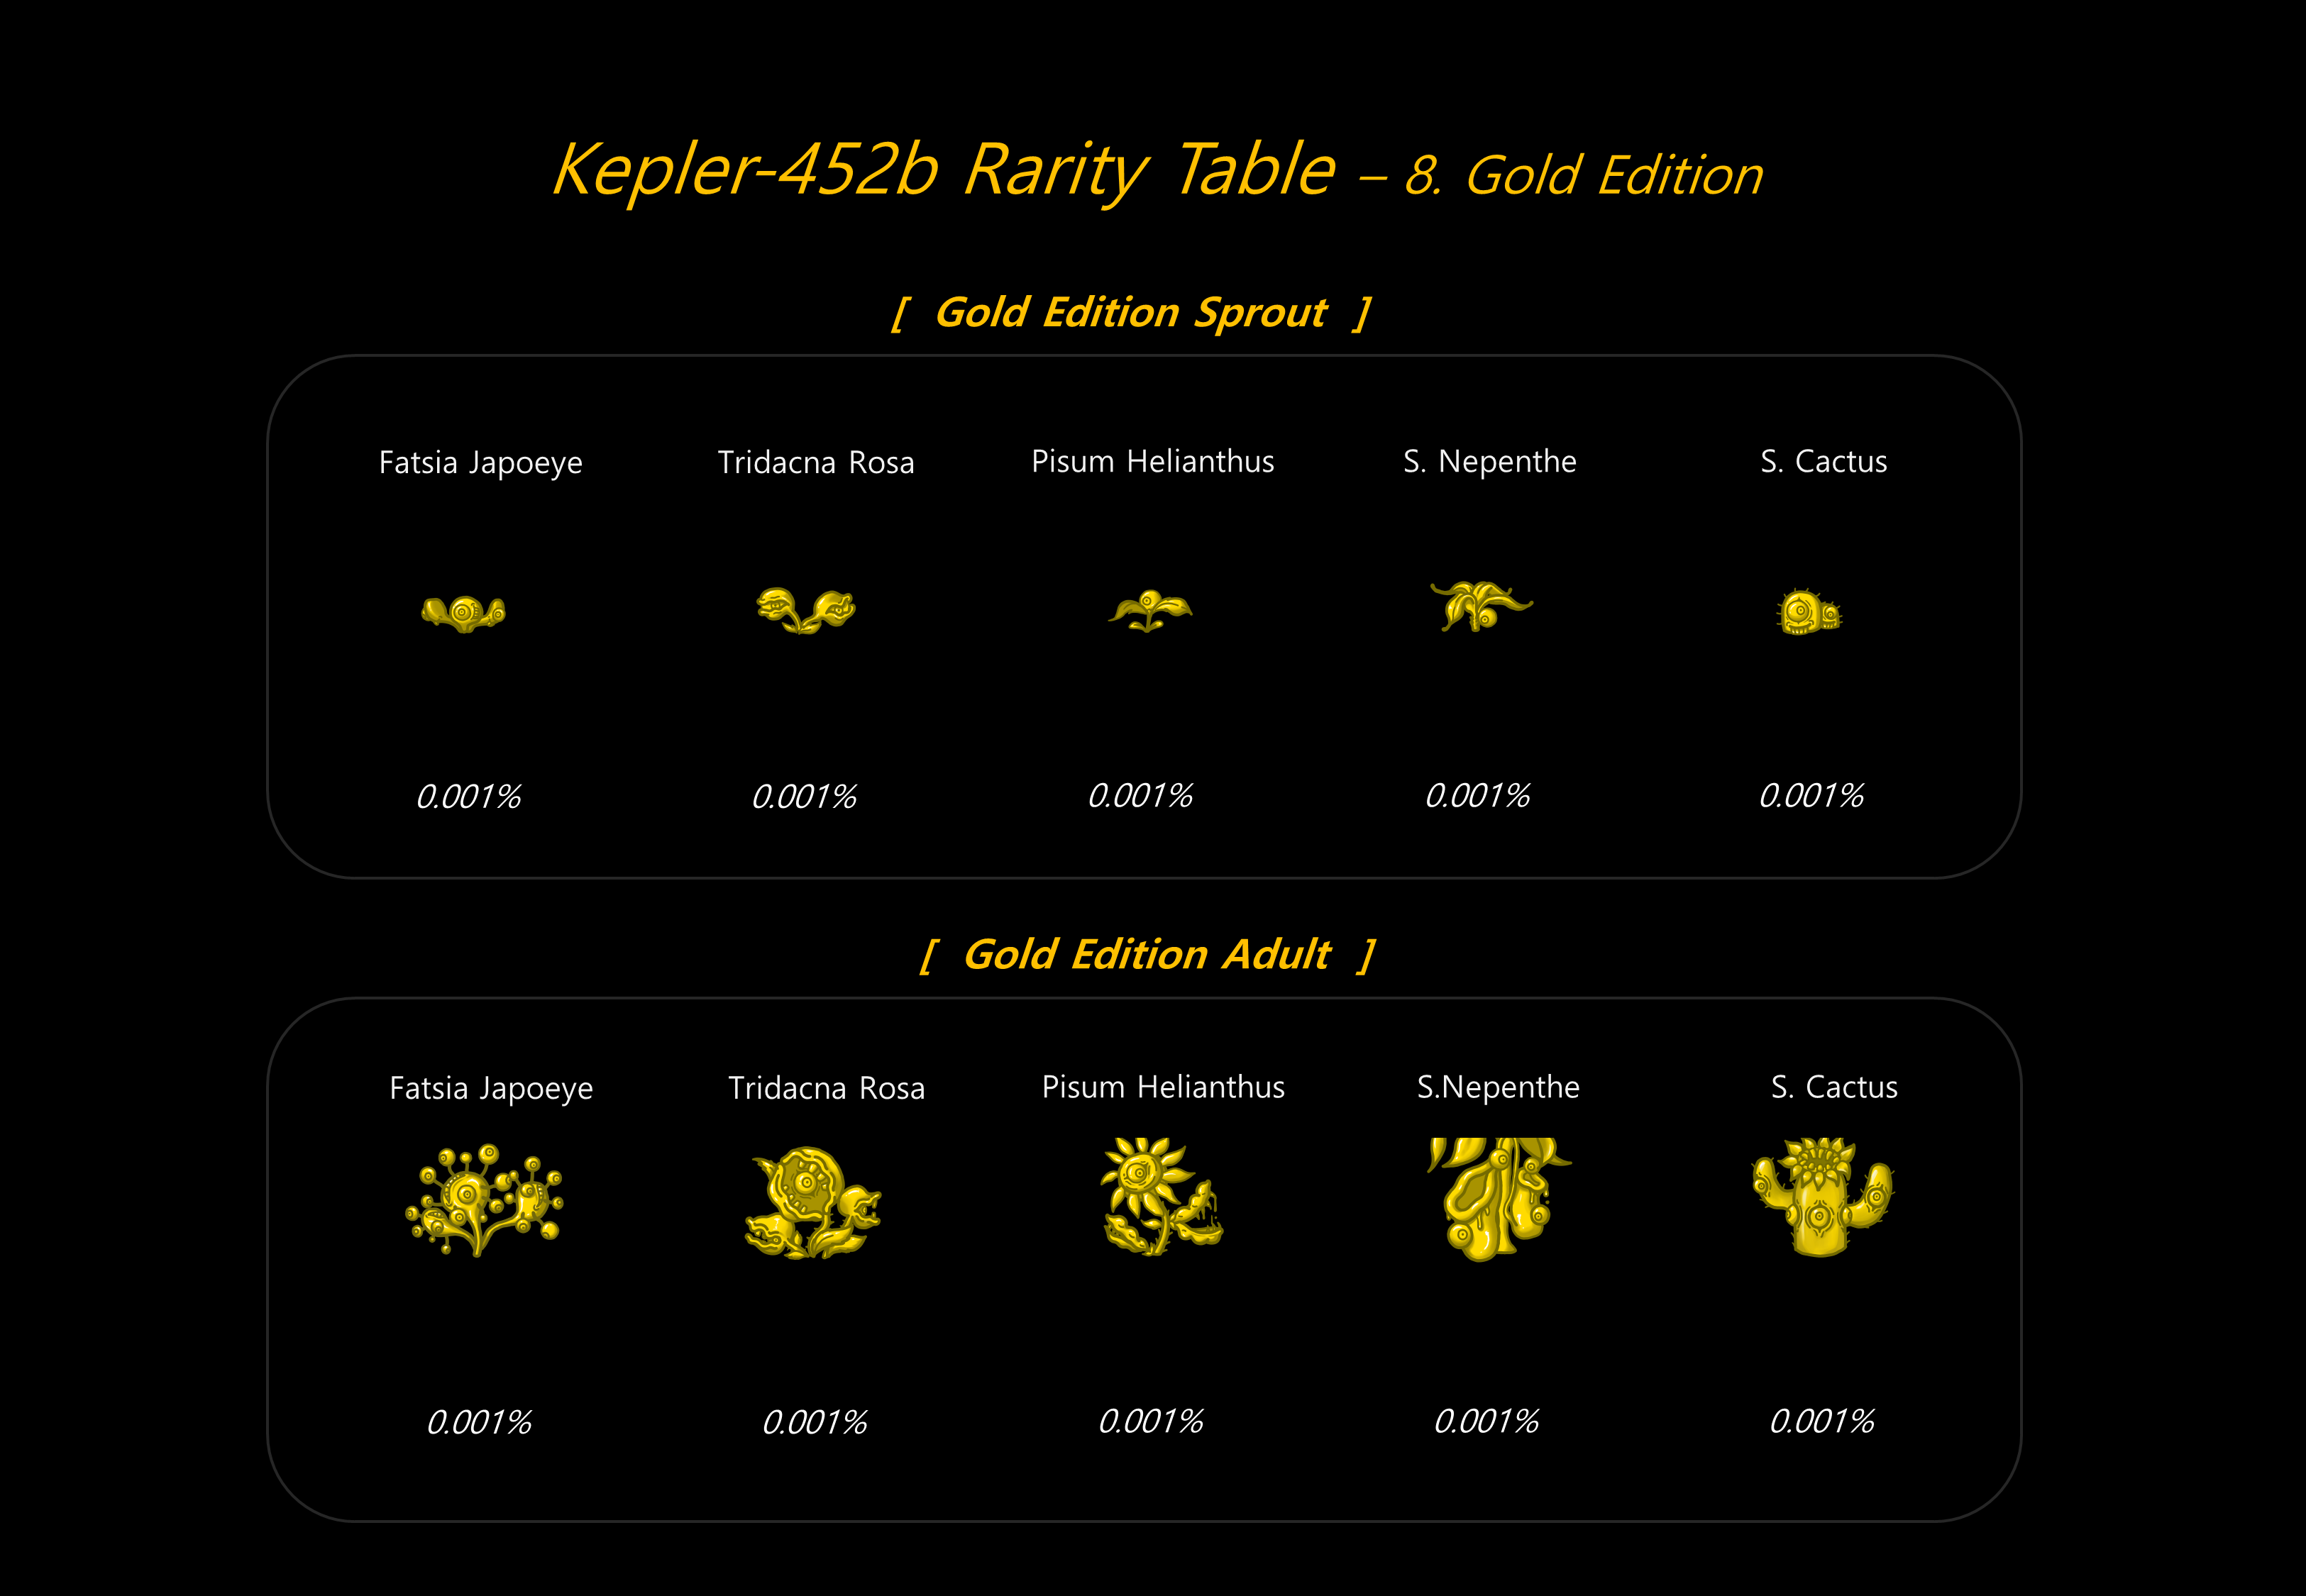 Kepler-452b Rarity Table – 8. Gold Edition
[ Gold Edition Sprout ]
Fatsia Japoeye Tridacna Rosa Pisum Helianthus S. Nepenthe S. Cactus
0.001% 0.001% 0.001% 0.001% 0.001%
[ Gold Edition Adult ]
Fatsia Japoeye Tridacna Rosa Pisum Helianthus S.Nepenthe S. Cactus
0.001% 0.001% 0.001% 0.001% 0.001%